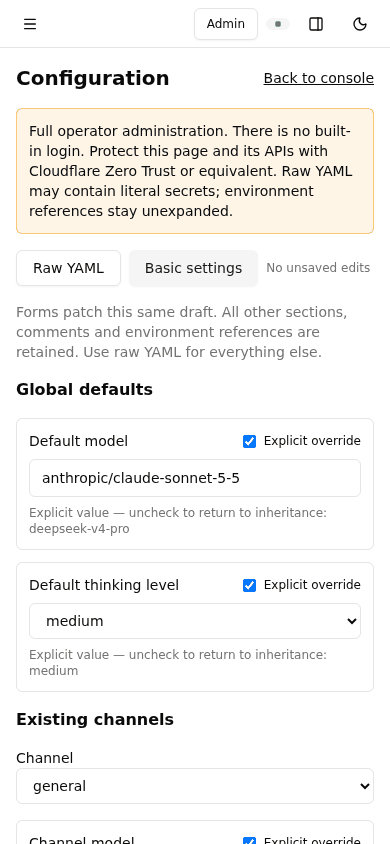 Admin
Configuration
Back to console
Full operator administration. There is no built-
in login. Protect this page and its APIs with
Cloudflare Zero Trust or equivalent. Raw YAML
may contain literal secrets; environment
references stay unexpanded.
Raw YAML
Basic settings
No unsaved edits
Forms patch this same draft. All other sections,
comments and environment references are
retained. Use raw YAML for everything else.
Global defaults
Default model
Explicit override
anthropic/claude-sonnet-5-5
Explicit value — uncheck to return to inheritance:
deepseek-v4-pro
Default thinking level
Explicit override
medium
Explicit value — uncheck to return to inheritance:
medium
Existing channels
Channel
general
Channel model
Explicit override